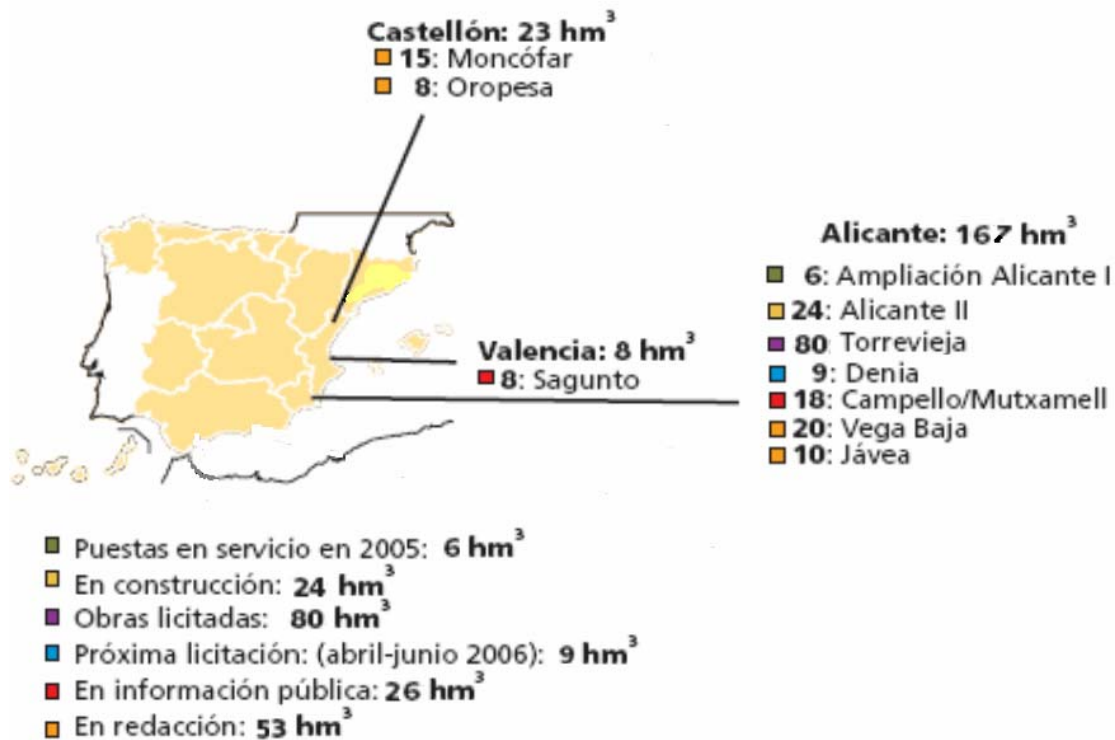 Castellón: 23 hm³
15: Moncófar
8: Oropesa
Alicante: 167 hm³
6: Ampliación Alicante I
24: Alicante II
80: Torrevieja
9: Denia
18: Campello/Mutxamell
20: Vega Baja
10: Jávea
Valencia: 8 hm³
8: Sagunto
Puestas en servicio en 2005: 6 hm³
En construcción: 24 hm³
Obras licitadas: 80 hm³
Próxima licitación: (abril-junio 2006): 9 hm³
En información pública: 26 hm³
En redacción: 53 hm³